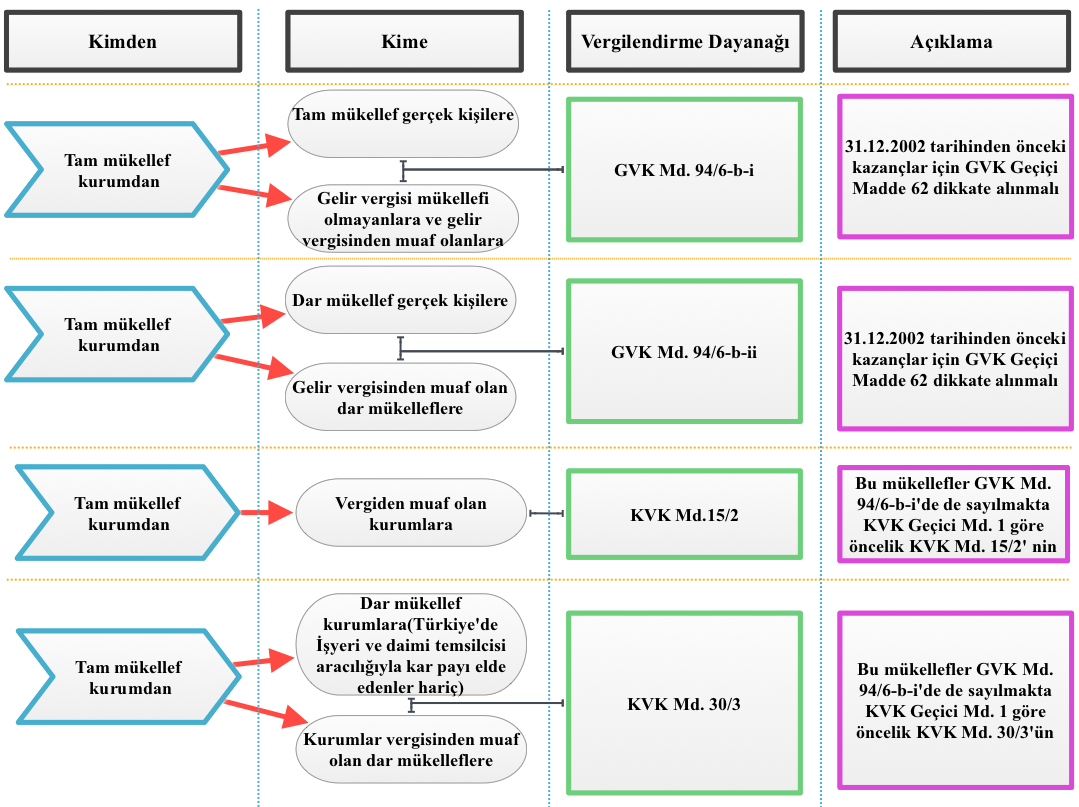 Kimden
Kime
Vergilendirme Dayanağı
Açıklama
Tam mükellef
kurumdan
Tam mükellef gerçek kişilere
Gelir vergisi mükellefi
olmayanlara ve gelir
vergisinden muaf olanlara
GVK Md. 94/6-b-i
31.12.2002 tarihinden önceki
kazançlar için GVK Geçiçi
Madde 62 dikkate alınmalı
Tam mükellef
kurumdan
Dar mükellef gerçek kişilere
Gelir vergisinden muaf olan
dar mükelleflere
GVK Md. 94/6-b-ii
31.12.2002 tarihinden önceki
kazançlar için GVK Geçiçi
Madde 62 dikkate alınmalı
Tam mükellef
kurumdan
Vergiden muaf olan
kurumlara
KVK Md.15/2
Bu mükellefler GVK Md.
94/6-b-i'de de sayılmakta
KVK Geçici Md. 1 göre
öncelik KVK Md. 15/2' nin
Tam mükellef
kurumdan
Dar mükellef
kurumlara(Türkiye'de
İşyeri ve daimi temsilcisi
aracılığıyla kar payı elde
edenler hariç)
Kurumlar vergisinden muaf
olan dar mükelleflere
KVK Md. 30/3
Bu mükellefler GVK Md.
94/6-b-i'de de sayılmakta
KVK Geçici Md. 1 göre
öncelik KVK Md. 30/3'ün